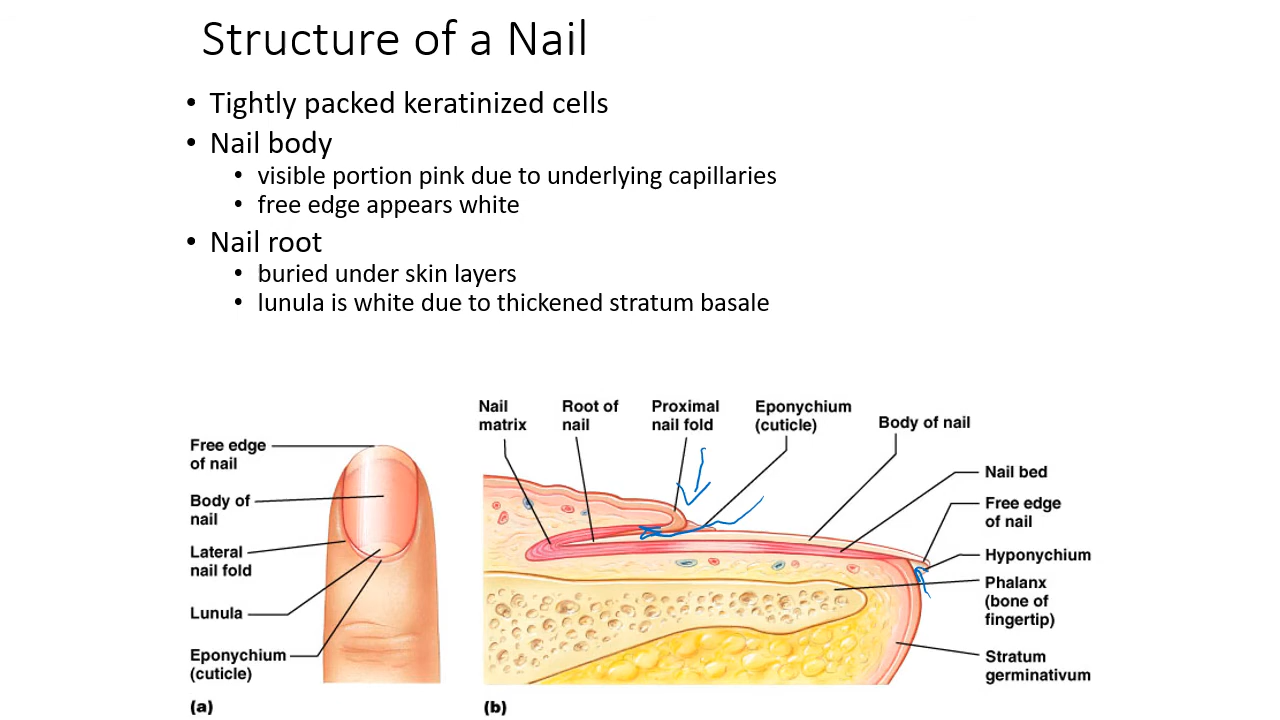 Structure of a Nail
• Tightly packed keratinized cells
• Nail body
• visible portion pink due to underlying capillaries
• free edge appears white
• Nail root
• buried under skin layers
• lunula is white due to thickened stratum basale
Free edge
of nail
Body of
nail
Lateral
nail fold
Lunula
Eponychium
(cuticle)
(a)
Nail
matrix
Root of
nail
Proximal
nail fold
Eponychium
(cuticle)
Body of nail
Nail bed
Free edge
of nail
Hyponychium
Phalanx
(bone of
fingertip)
Stratum
germinativum
(b)